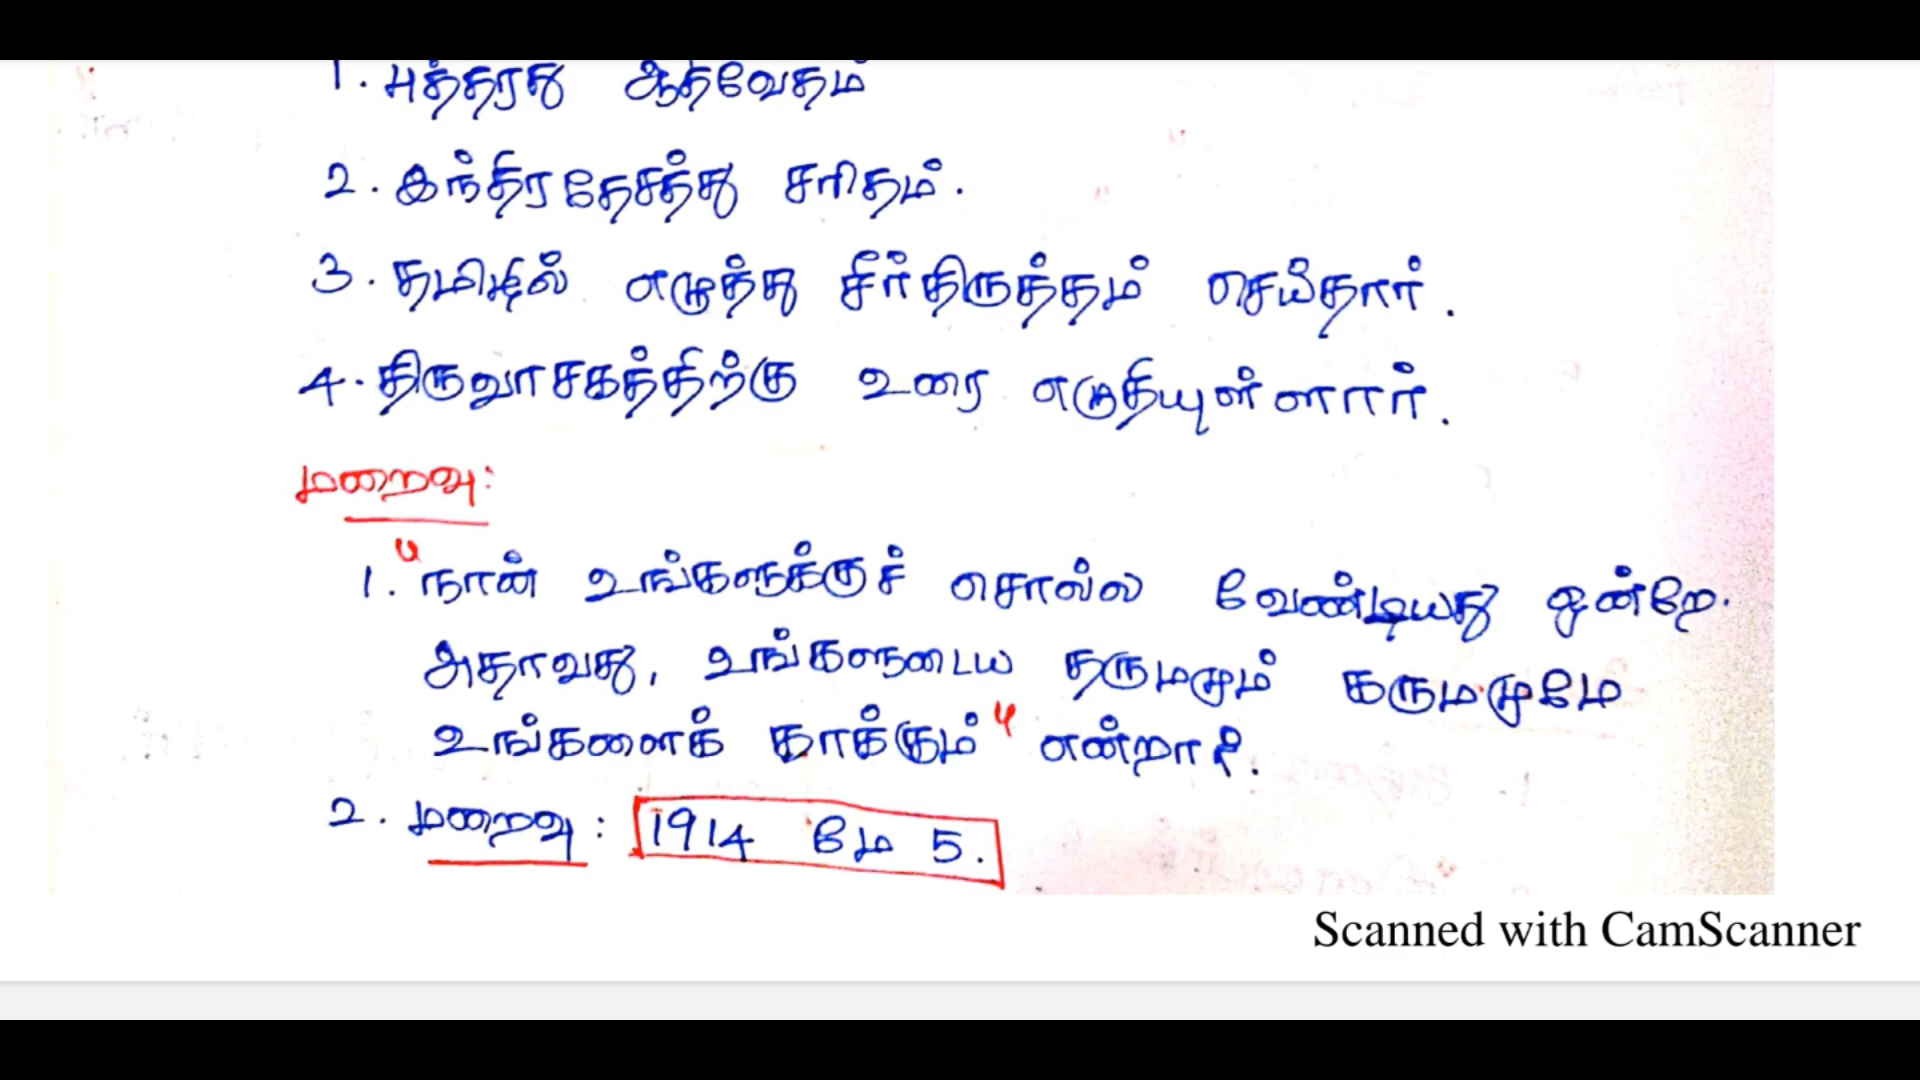 1. புத்தரது ஆதிவேதம்
2. இந்திரதேசத்து சரிதம்.
3. தமிழில் எழுத்து சீர்திருத்தம் செய்தார்.
4. திருவாசகத்திற்கு உரை எழுதியுள்ளார்.
மறைவு:
1. "நான் உங்களுக்குச் சொல்ல வேண்டியது ஒன்றே.
அதாவது, உங்களுடைய தருமமும் கருமமுமே
உங்களைக் காக்கும்" என்றார்.
2. மறைவு : 1914 மே 5.
Scanned with CamScanner